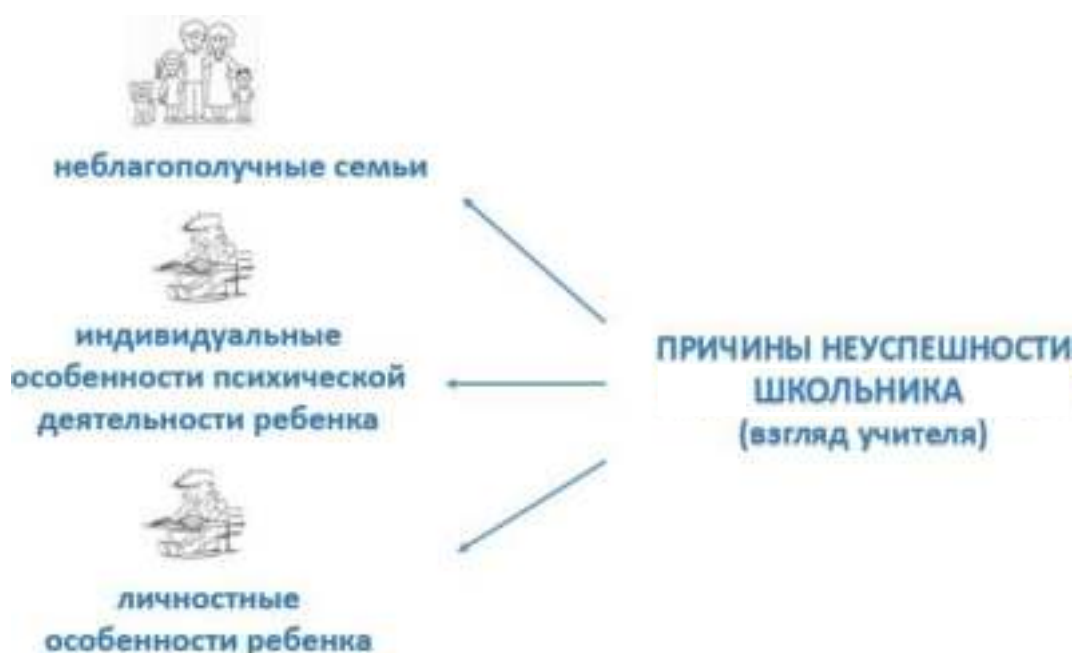 неблагополучные семьи
индивидуальные
особенности психической
деятельности ребенка
личностные
особенности ребенка
ПРИЧИНЫ НЕУСПЕШНОСТИ
ШКОЛЬНИКА
(взгляд учителя)